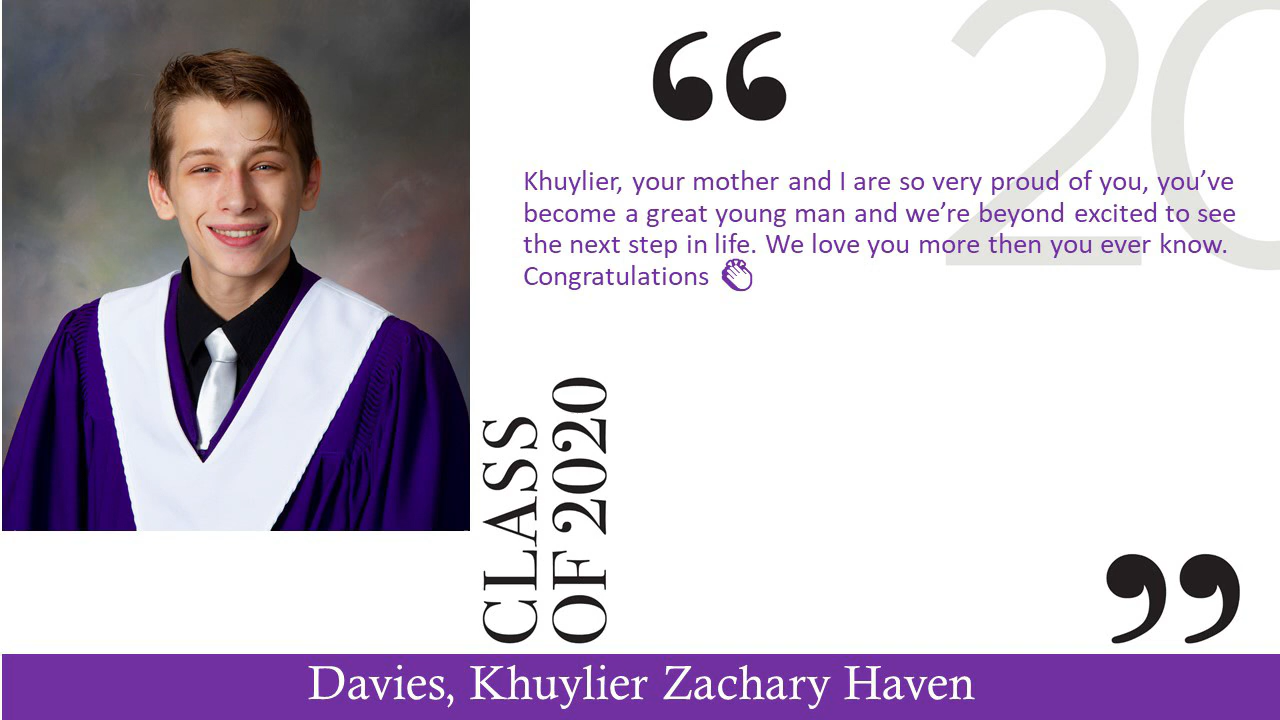 20
“
Khuylier, your mother and I are so very proud of you, you’ve
become a great young man and we’re beyond excited to see
the next step in life. We love you more then you ever know.
Congratulations 👏
CLASS
OF 2020
”
Davies, Khuylier Zachary Haven